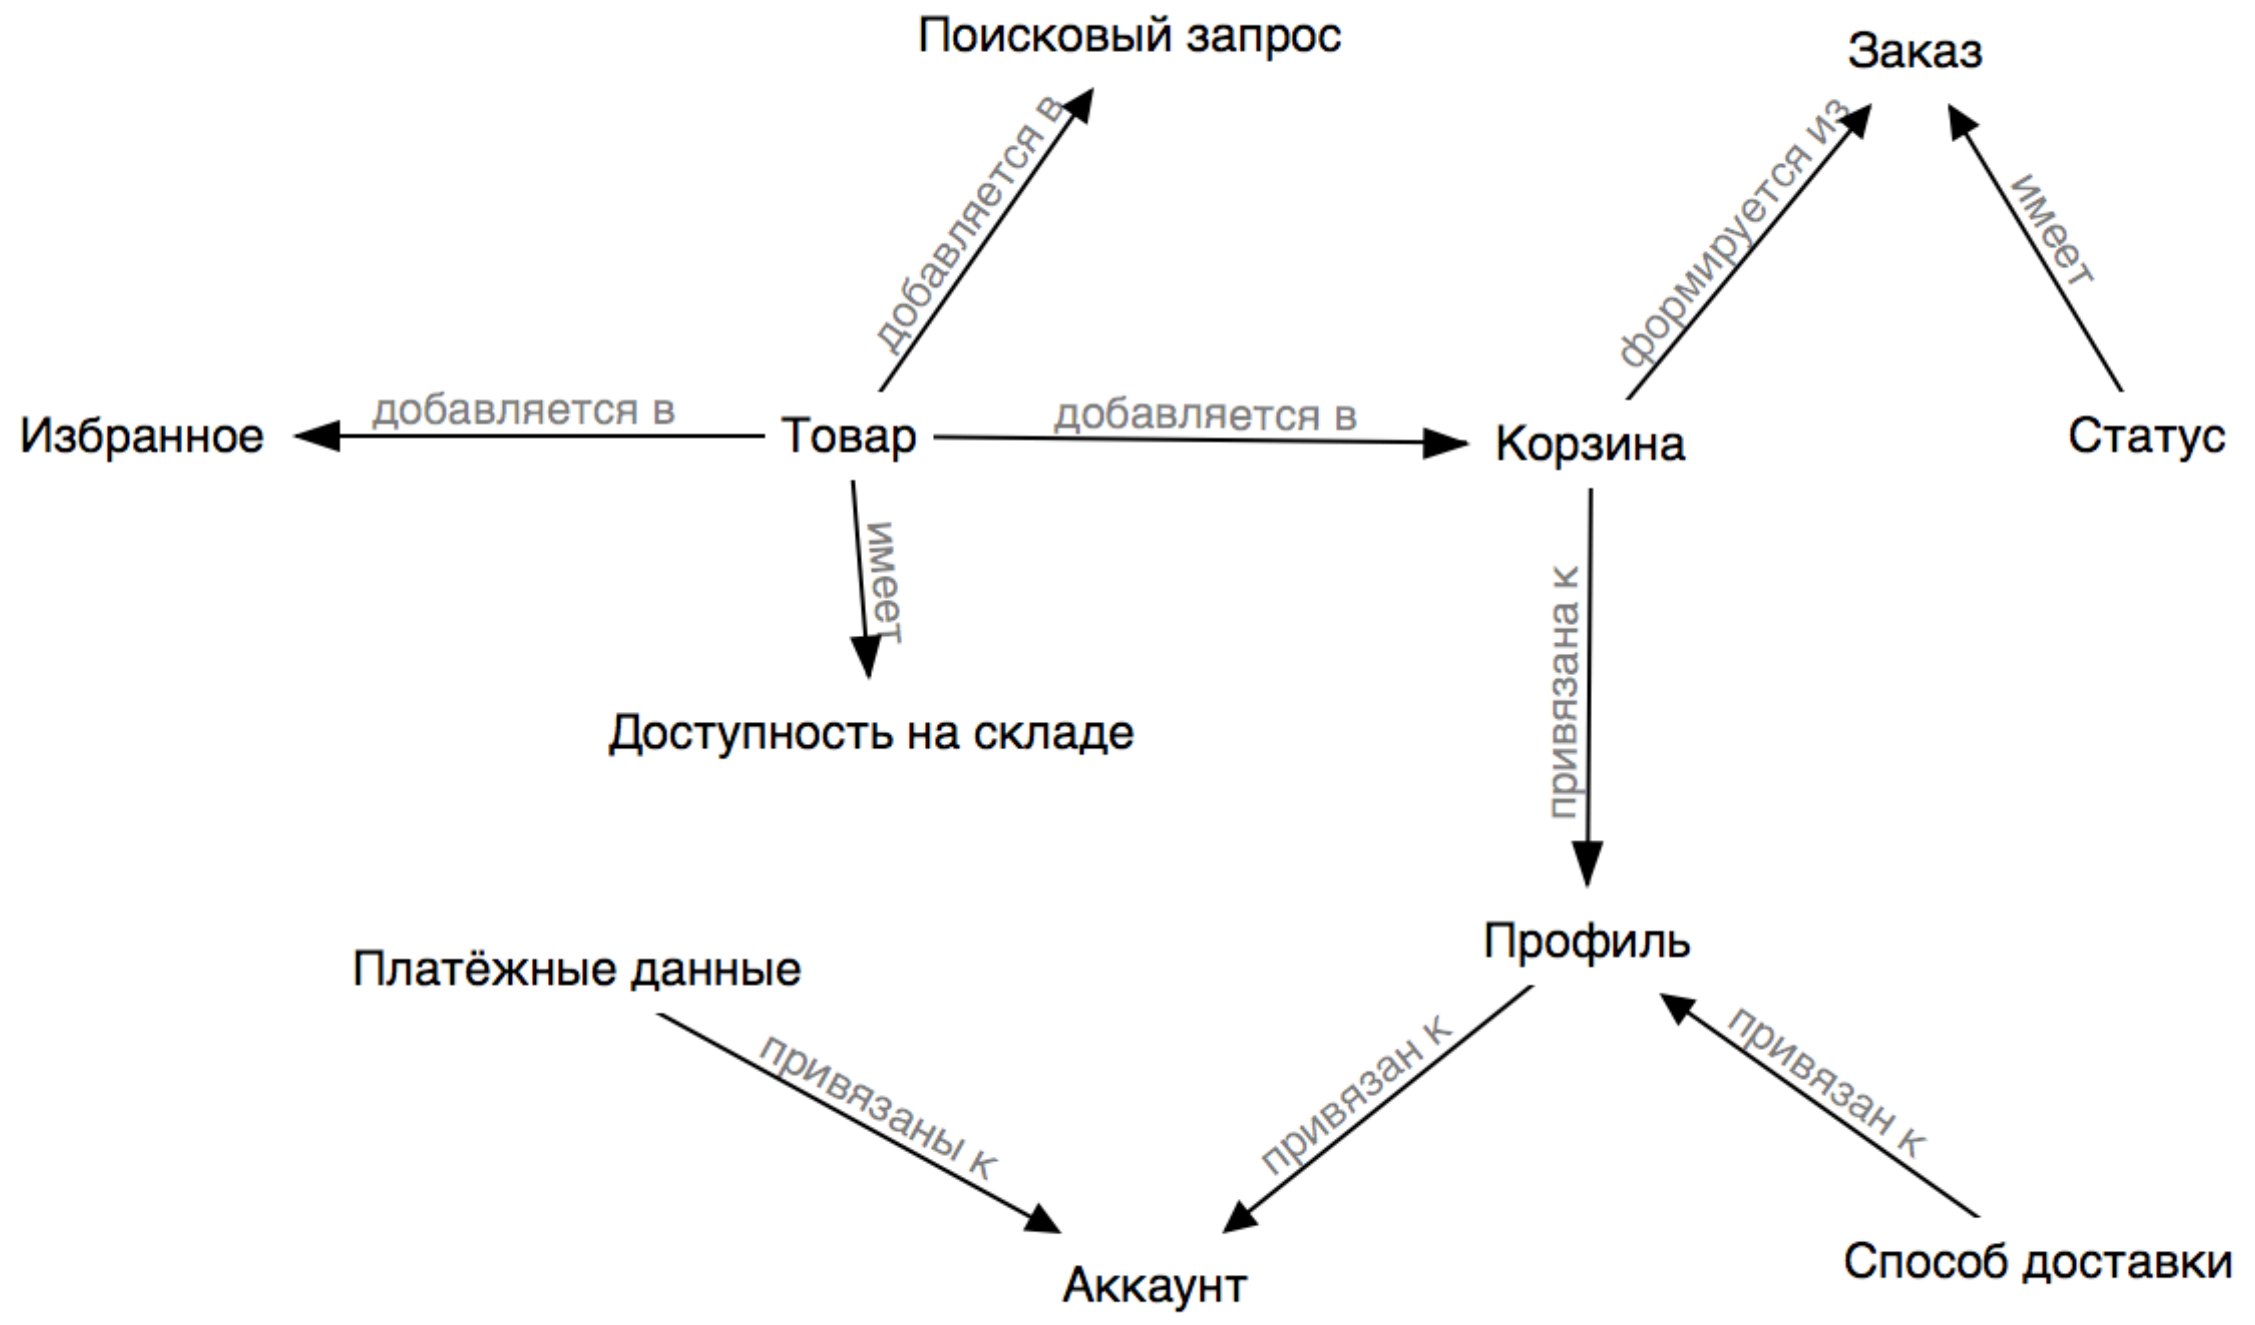 Поисковый запрос
Заказ
добавляется в
формируется из
имеет
Избранное
добавляется в
Товар
добавляется в
Корзина
Статус
имеет
привязана к
Доступность на складе
Профиль
Платёжные данные
привязаны к
привязан к
привязан к
Аккаунт
Способ доставки